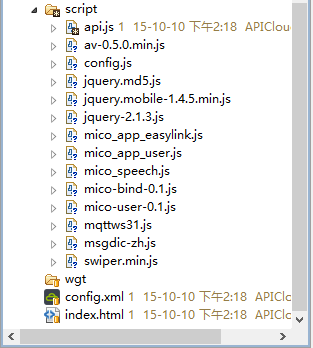 script
api.js 1 15-10-10 下午2:18 APIClou
av-0.5.0.min.js
config.js
jquery.md5.js
jquery.mobile-1.4.5.min.js
jquery-2.1.3.js
mico_app_easylink.js
mico_app_user.js
mico_speech.js
mico-bind-0.1.js
mico-user-0.1.js
mqttws31.js
msgdic-zh.js
swiper.min.js
wgt
config.xml 1 15-10-10 下午2:18 APIClo
index.html 1 15-10-10 下午2:18 APIClo